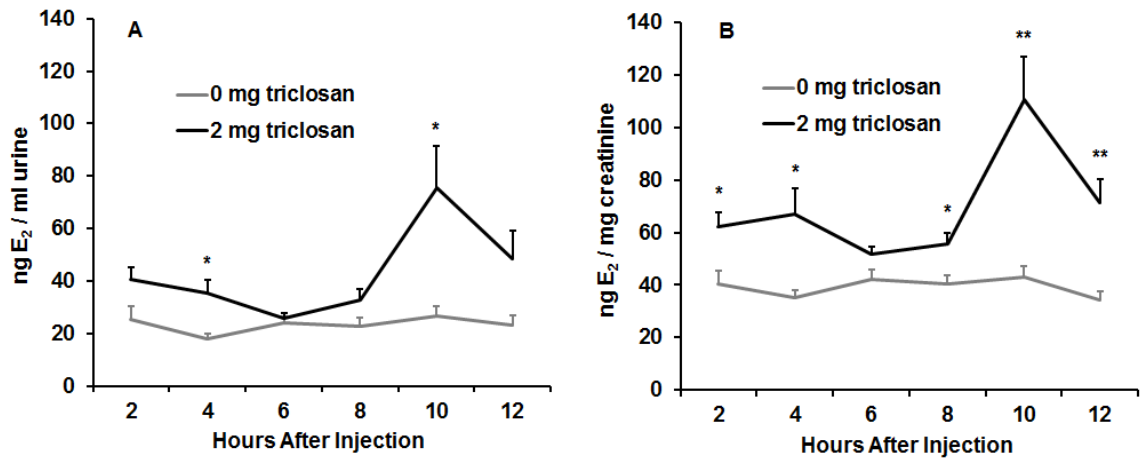 A
140
120
100
80
60
40
20
0
ng E₂ / ml urine
0 mg triclosan
2 mg triclosan
*
*
2 4 6 8 10 12
Hours After Injection
B
140
120
100
80
60
40
20
0
ng E₂ / mg creatinine
0 mg triclosan
2 mg triclosan
*
*
*
**
**
2 4 6 8 10 12
Hours After Injection